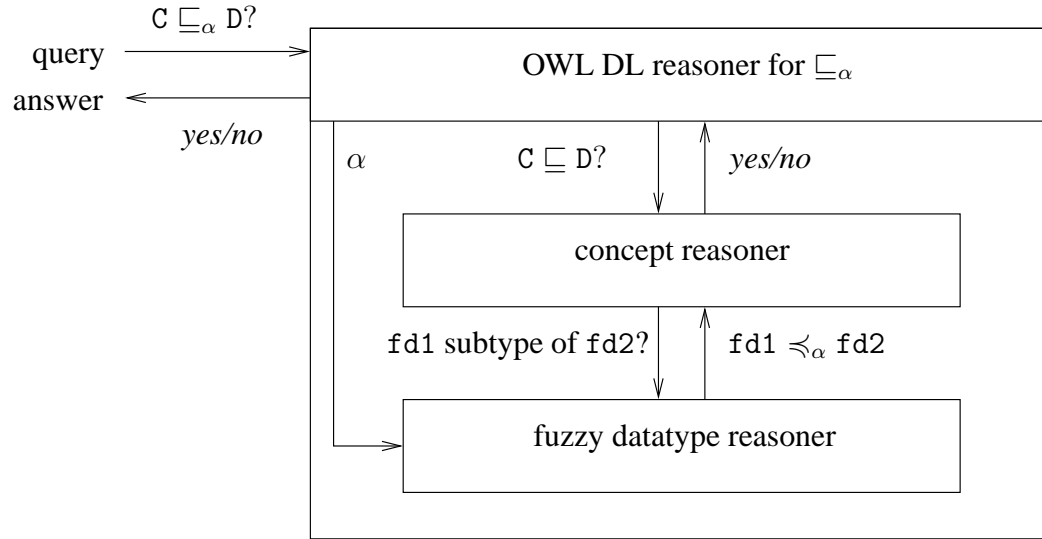 C ⊑α D?
query
OWL DL reasoner for ⊑α
answer
yes/no
α
C ⊑ D?
yes/no
concept reasoner
fd1 subtype of fd2?
fd1 ≼α fd2
fuzzy datatype reasoner